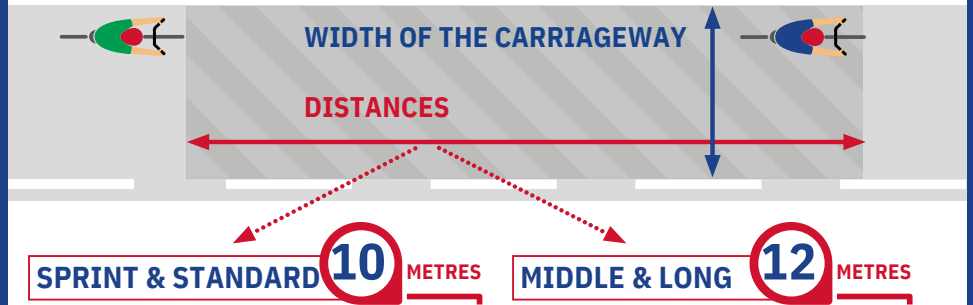 WIDTH OF THE CARRIAGEWAY
DISTANCES
SPRINT & STANDARD 10 METRES
MIDDLE & LONG 12 METRES